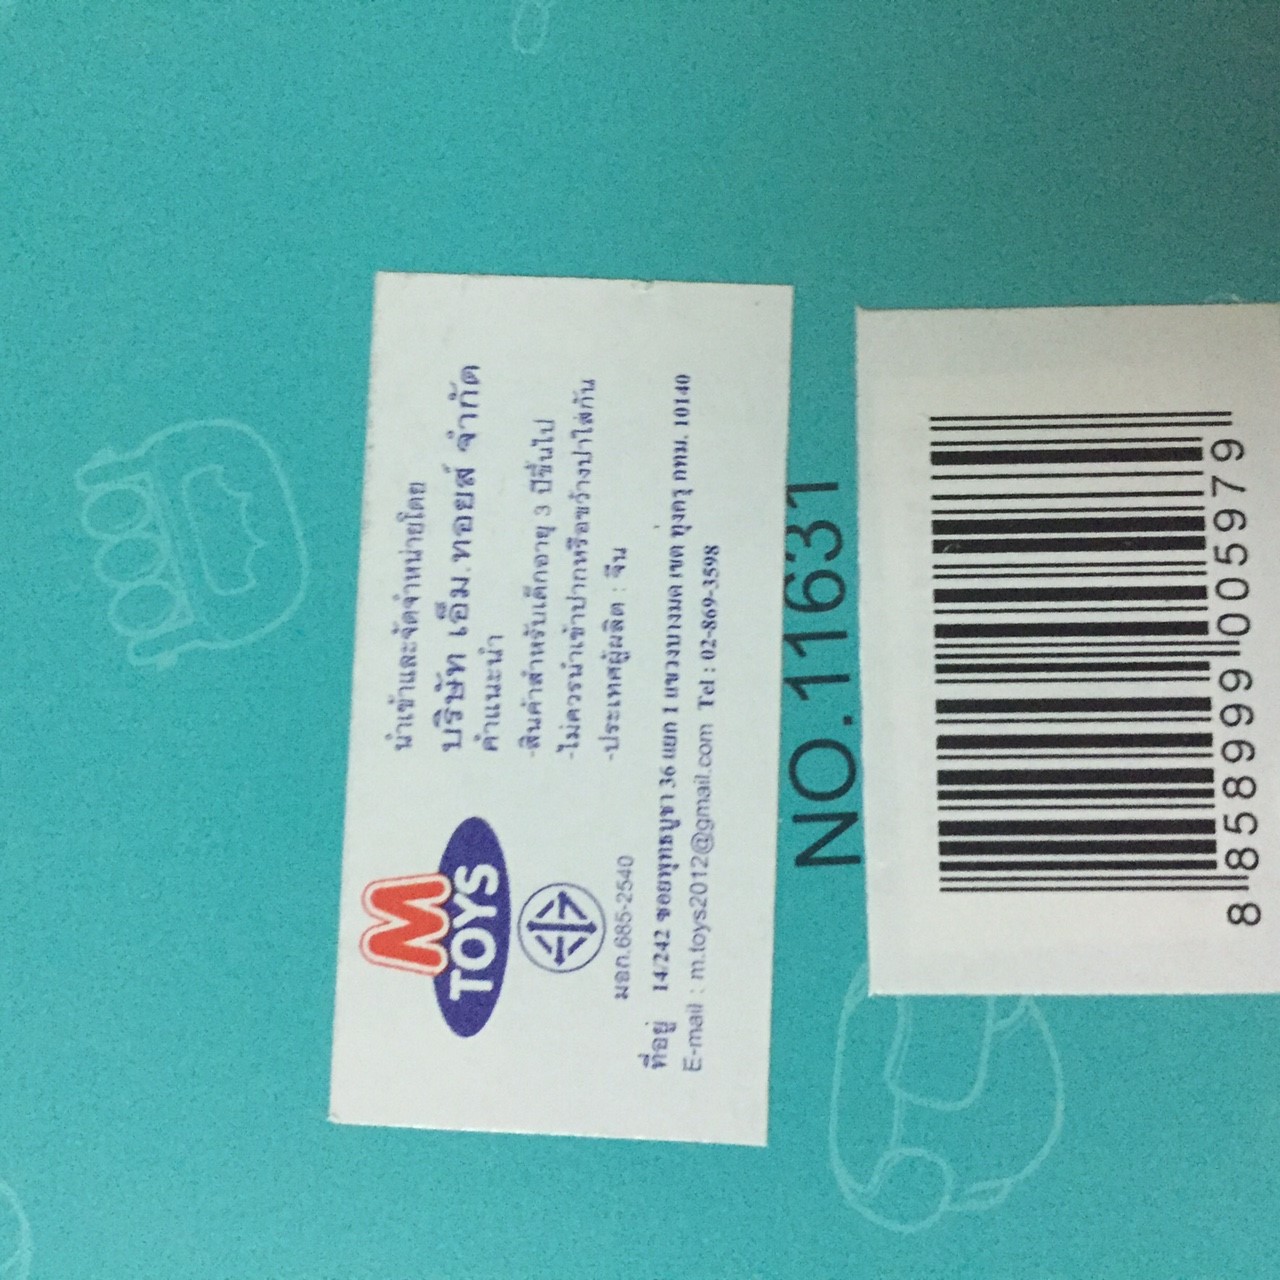 M
TOYS
มอก.685-2540
นำเข้าและจัดจำหน่ายโดย
บริษัท เอ็ม.ทอยส์ จำกัด
คำแนะนำ
-สินค้าสำหรับเด็กอายุ 3 ปีขึ้นไป
-ไม่ควรนำเข้าปากหรือขว้างปาใส่กัน
-ประเทศผู้ผลิต : จีน
ที่อยู่ 14/242 ซอยพุทธบูชา 36 แยก 1 แขวงบางมด เขต ทุ่งครุ กทม. 10140
E-mail : m.toys2012@gmail.com Tel : 02-869-3598
NO.11631
8 858999 005979